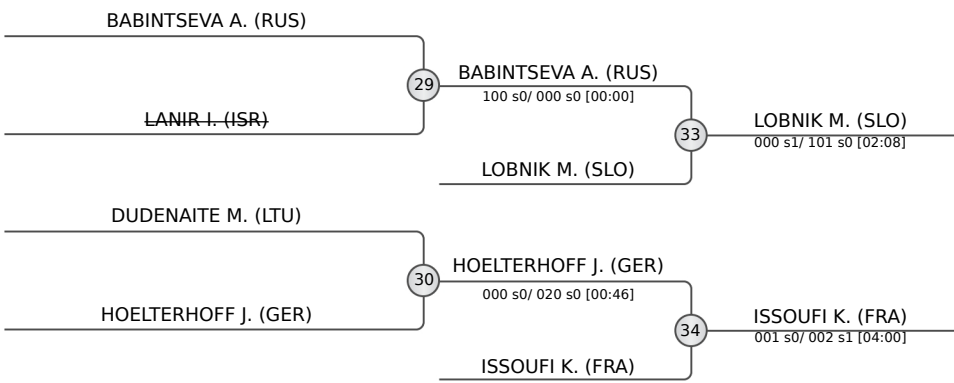 BABINTSEVA A. (RUS)
29
LANIR I. (ISR)
BABINTSEVA A. (RUS)
100 s0/ 000 s0 [00:00]
33
LOBNIK M. (SLO)
LOBNIK M. (SLO)
000 s1/ 101 s0 [02:08]
DUDENAITE M. (LTU)
30
HOELTERHOFF J. (GER)
HOELTERHOFF J. (GER)
000 s0/ 020 s0 [00:46]
34
ISSOUFI K. (FRA)
ISSOUFI K. (FRA)
001 s0/ 002 s1 [04:00]